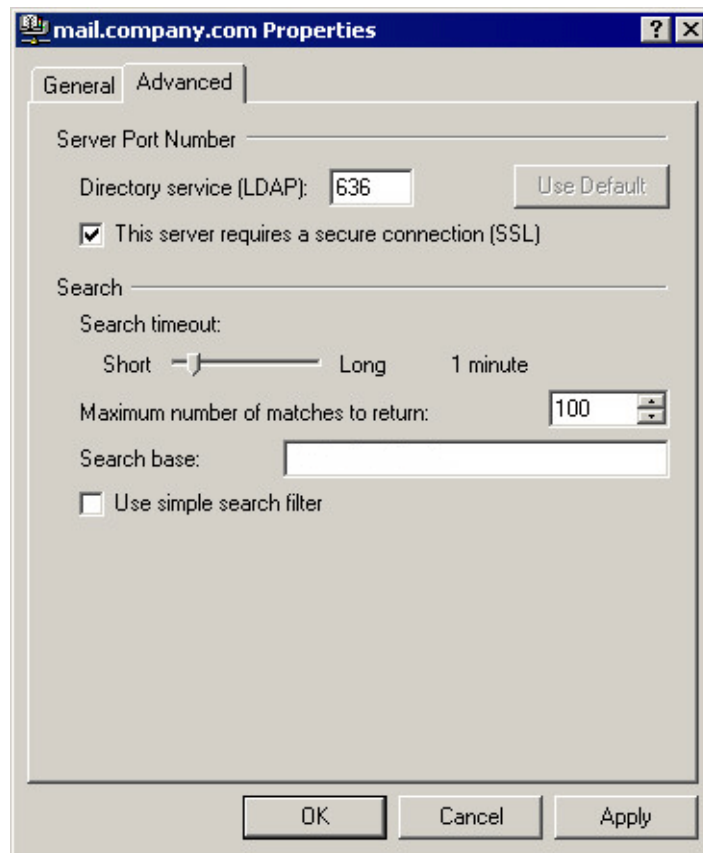 mail.company.com Properties
General Advanced
Server Port Number
Directory service (LDAP): 636 Use Default
This server requires a secure connection (SSL)
Search
Search timeout:
Short Long 1 minute
Maximum number of matches to return: 100
Search base:
Use simple search filter
OK Cancel Apply